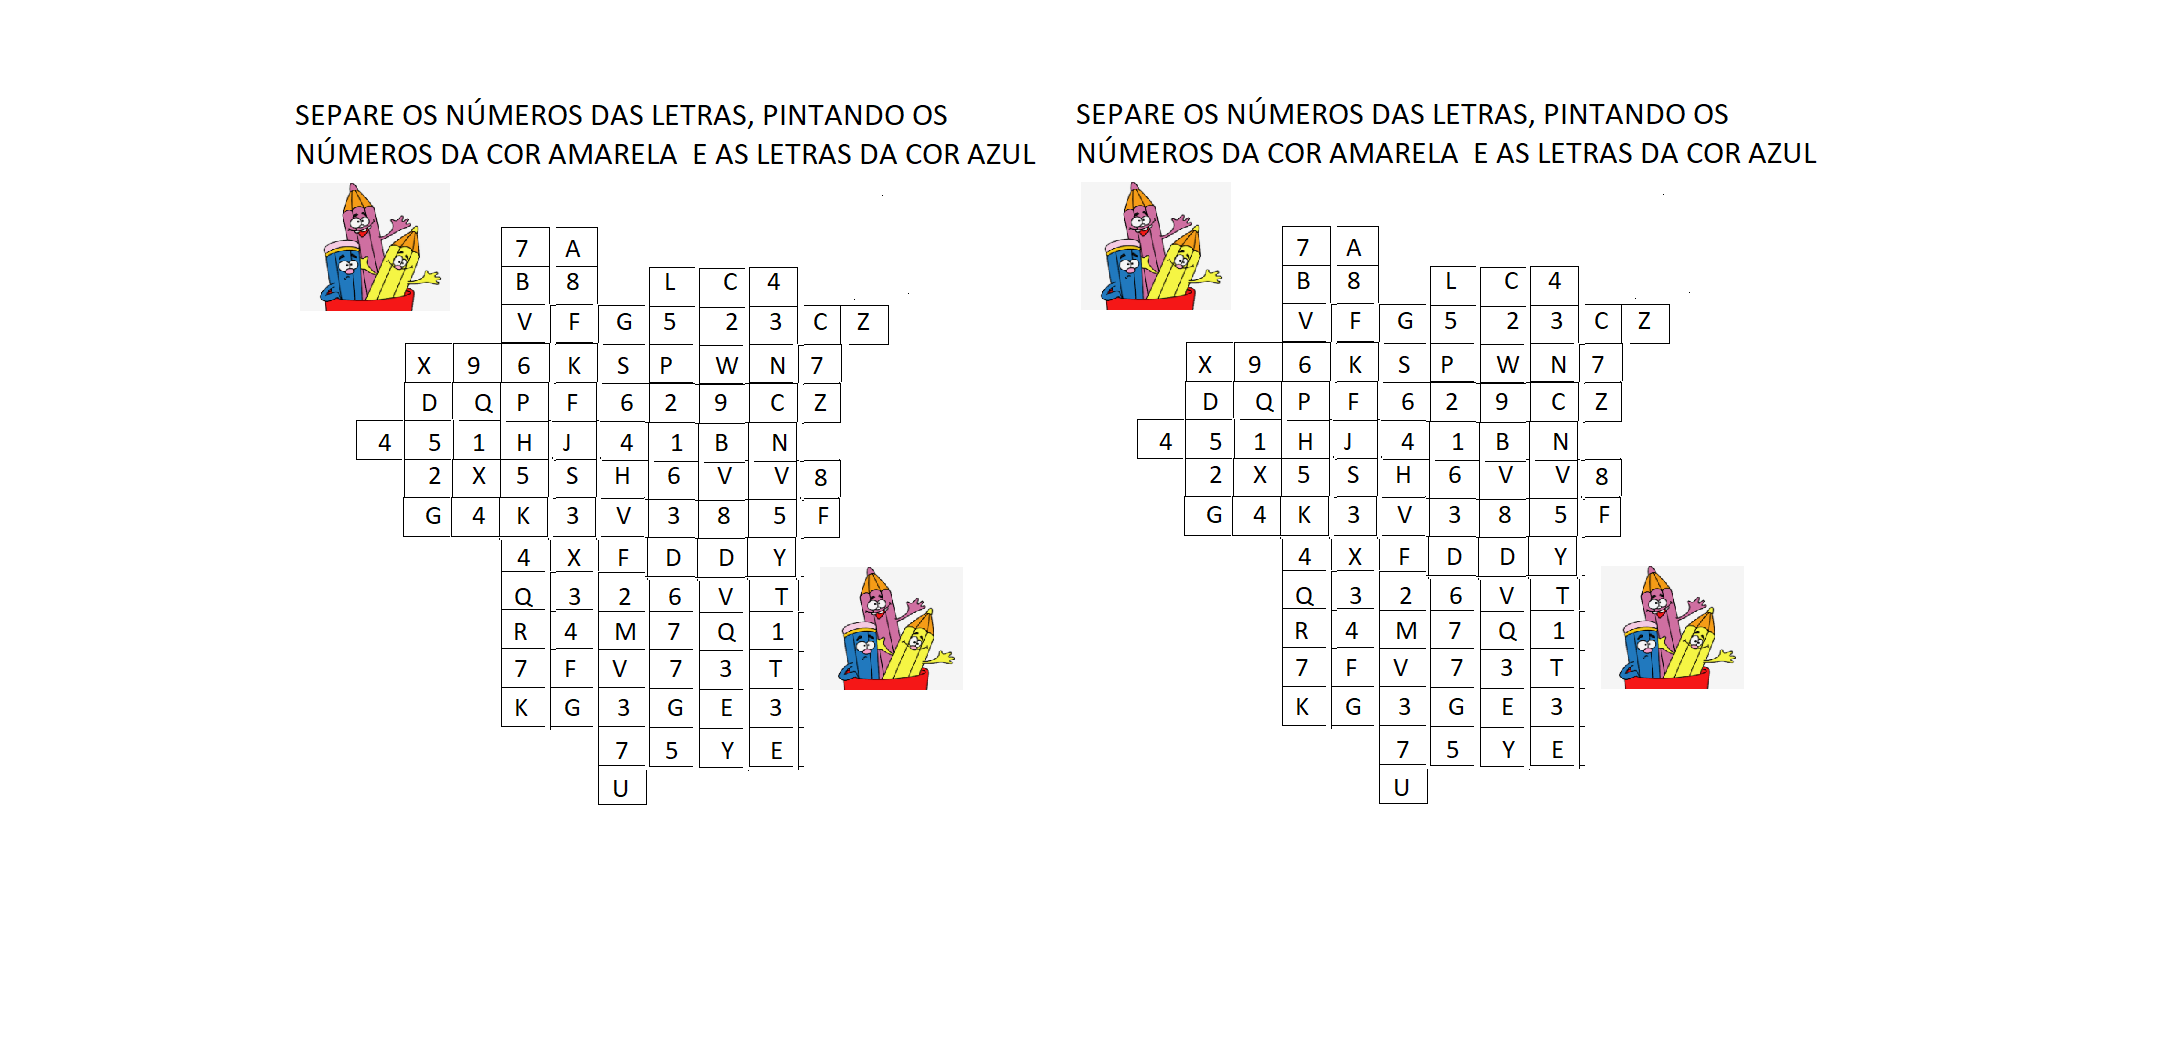 SEPARE OS NÚMEROS DAS LETRAS, PINTANDO OS
NÚMEROS DA COR AMARELA E AS LETRAS DA COR AZUL
7 A
B 8 L C 4
V F G 5 2 3 C Z
X 9 6 K S P W N 7
D Q P F 6 2 9 C Z
4 5 1 H J 4 1 B N
2 X 5 S H 6 V V 8
G 4 K 3 V 3 8 5 F
4 X F D D Y
Q 3 2 6 V T
R 4 M 7 Q 1
7 F V 7 3 T
K G 3 G E 3
7 5 Y E
U
SEPARE OS NÚMEROS DAS LETRAS, PINTANDO OS
NÚMEROS DA COR AMARELA E AS LETRAS DA COR AZUL
7 A
B 8 L C 4
V F G 5 2 3 C Z
X 9 6 K S P W N 7
D Q P F 6 2 9 C Z
4 5 1 H J 4 1 B N
2 X 5 S H 6 V V 8
G 4 K 3 V 3 8 5 F
4 X F D D Y
Q 3 2 6 V T
R 4 M 7 Q 1
7 F V 7 3 T
K G 3 G E 3
7 5 Y E
U